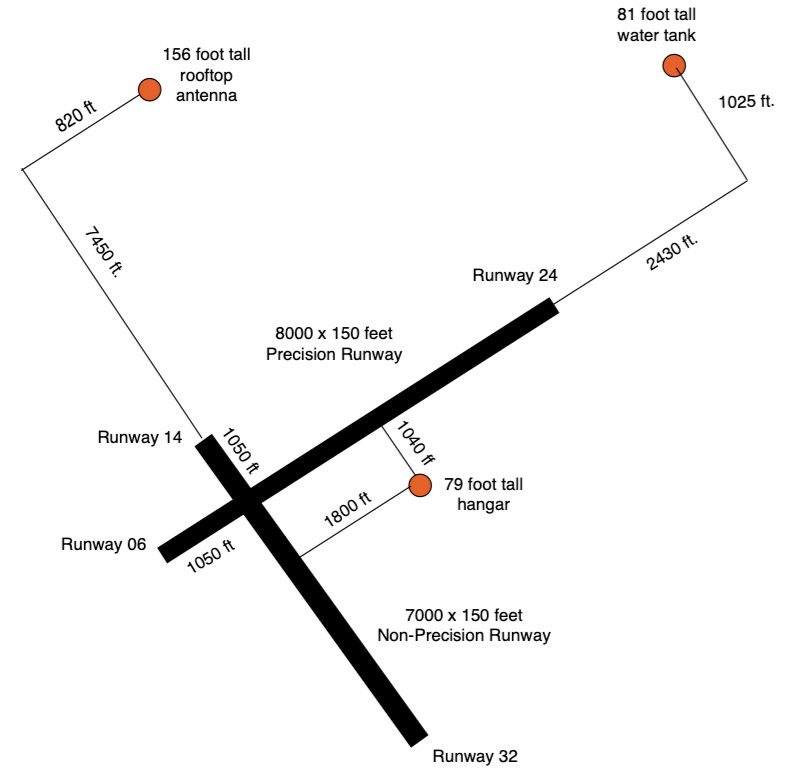 81 foot tall
water tank
156 foot tall
rooftop
antenna
820 ft
1025 ft.
7450 ft.
2430 ft.
Runway 24
8000 x 150 feet
Precision Runway
Runway 14
1050 ft
1040 ff
79 foot tall
hangar
1800 ft
Runway 06
1050 ft
7000 x 150 feet
Non-Precision Runway
Runway 32